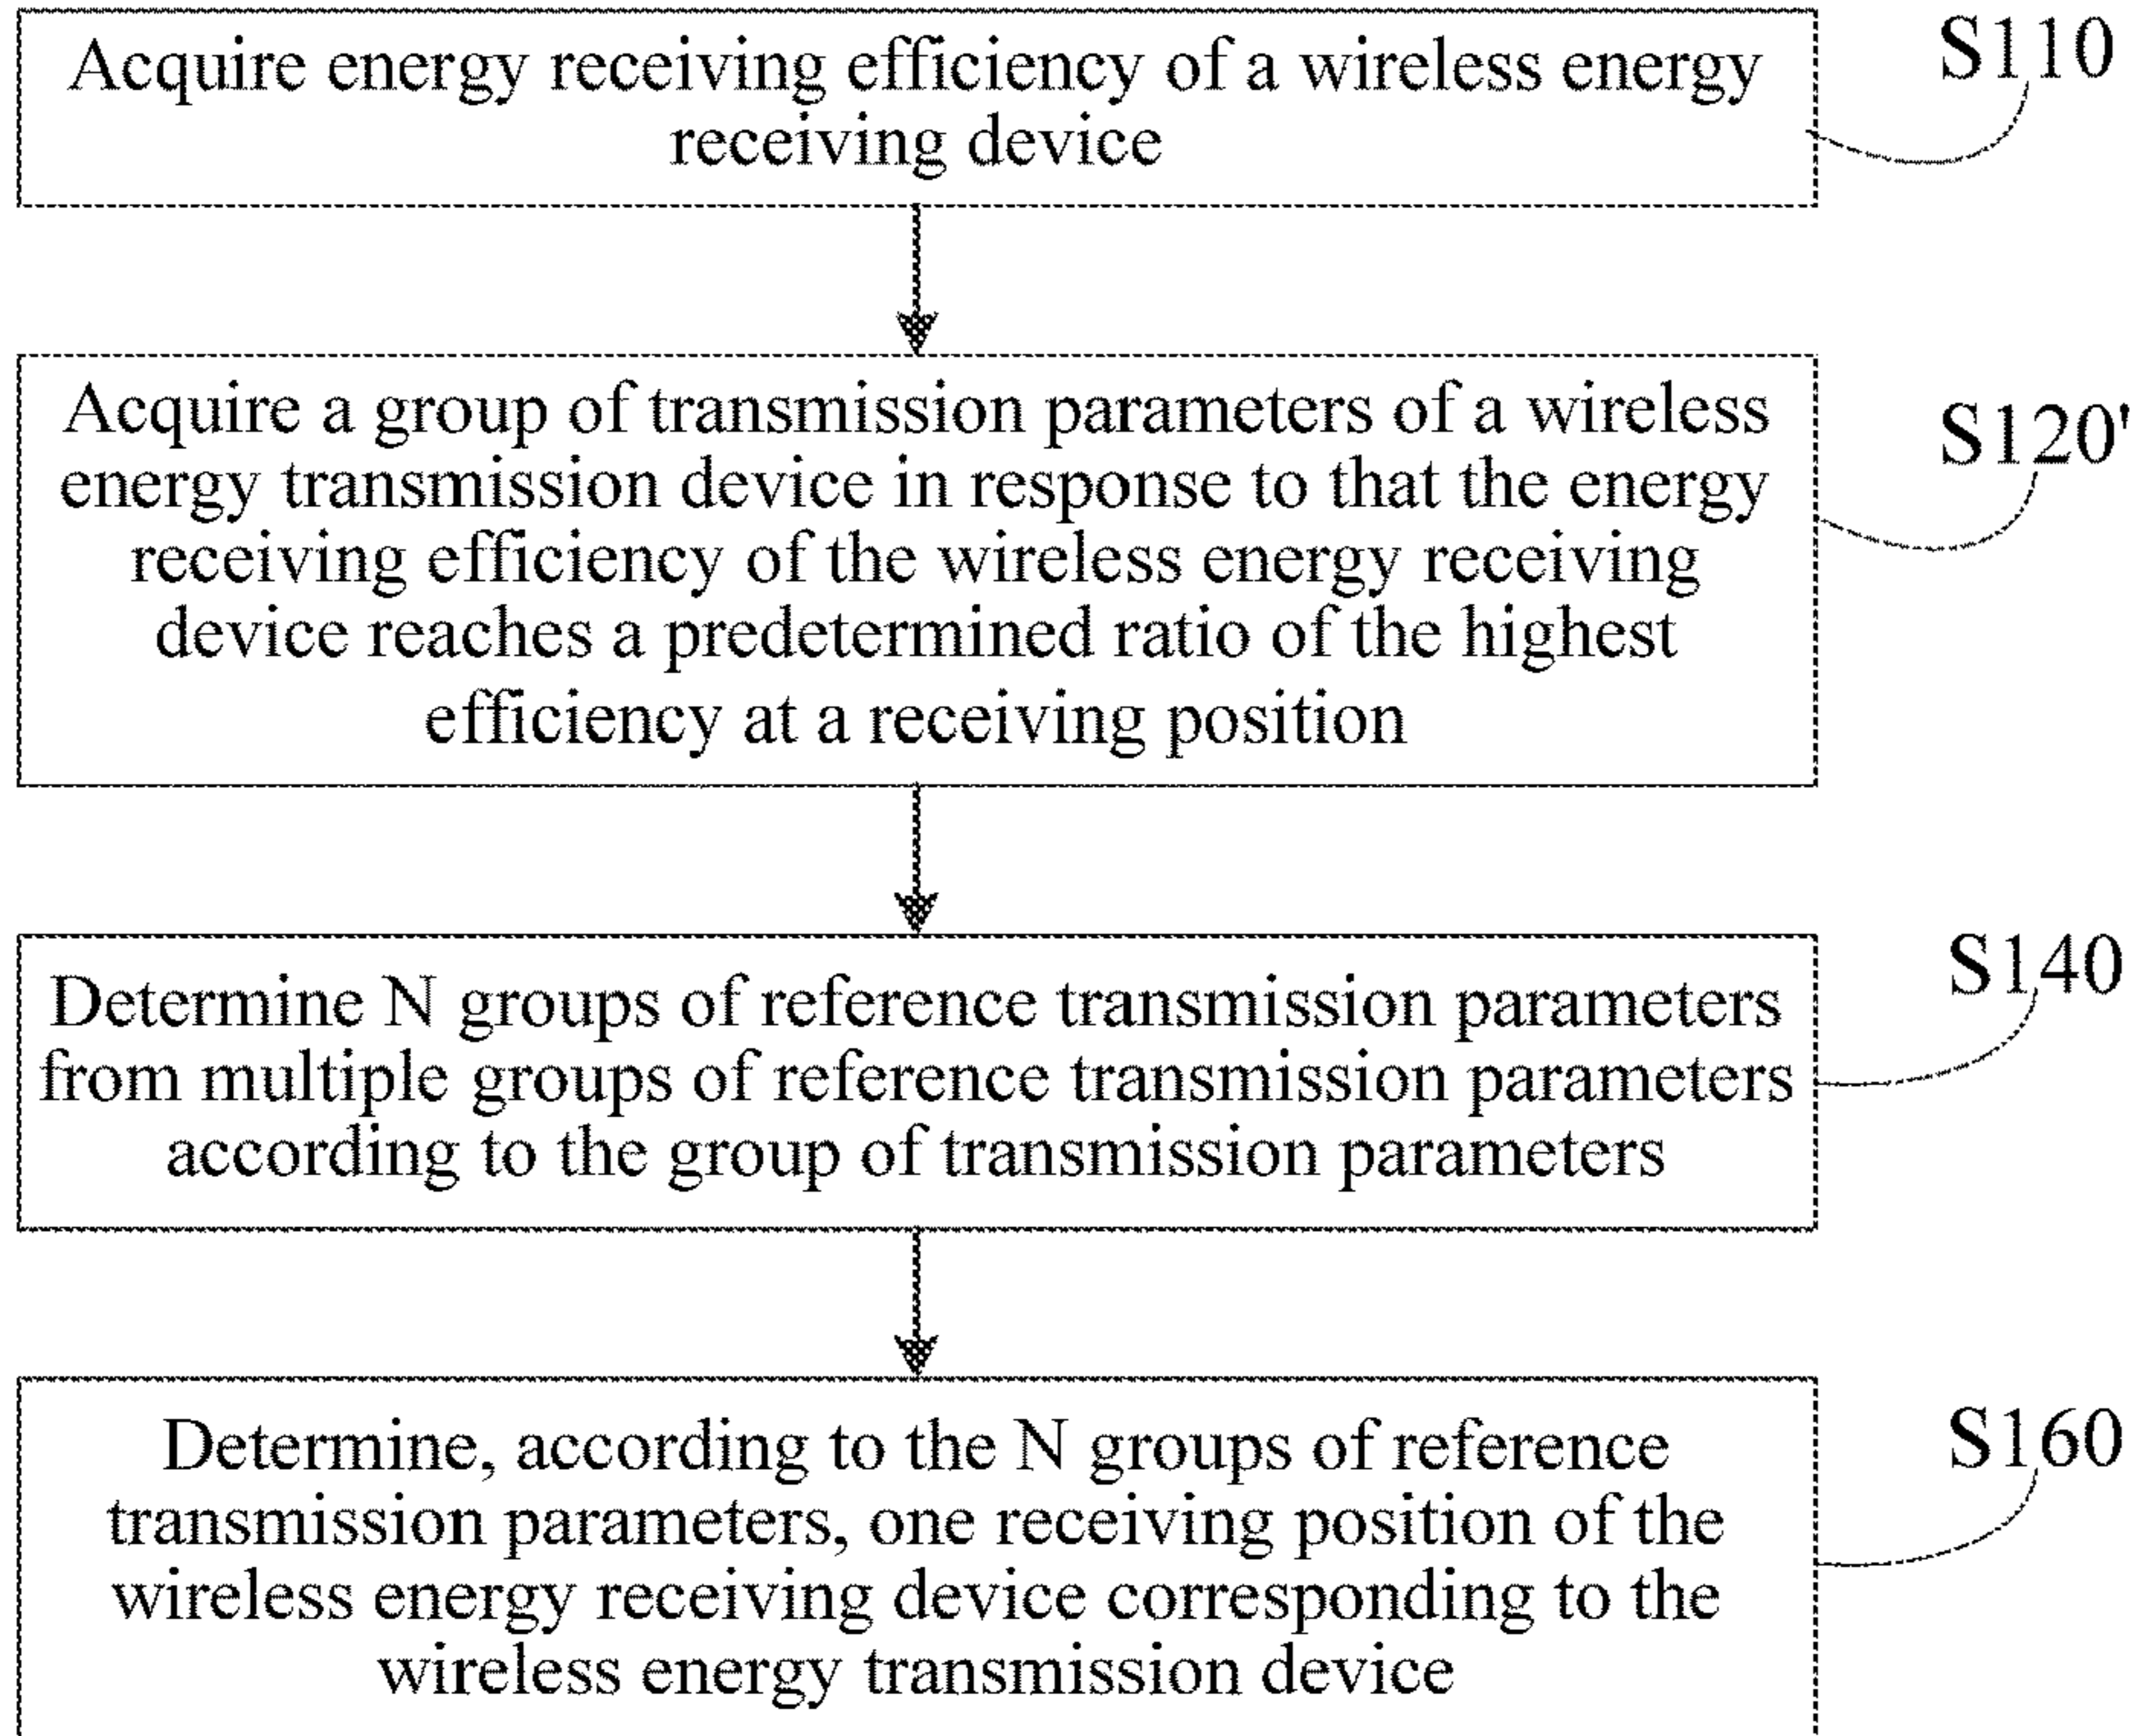 Acquire energy receiving efficiency of a wireless energy
receiving device
S110
Acquire a group of transmission parameters of a wireless
energy transmission device in response to that the energy
receiving efficiency of the wireless energy receiving
device reaches a predetermined ratio of the highest
efficiency at a receiving position
S120'
Determine N groups of reference transmission parameters
from multiple groups of reference transmission parameters
according to the group of transmission parameters
S140
Determine, according to the N groups of reference
transmission parameters, one receiving position of the
wireless energy receiving device corresponding to the
wireless energy transmission device
S160